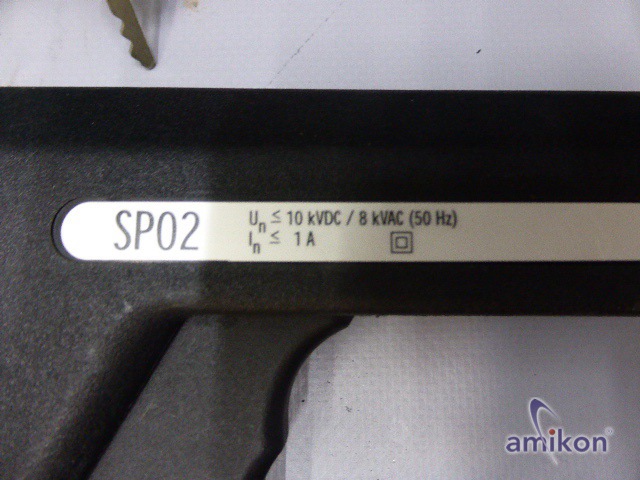 SP02
Un ≤ 10 kVDC / 8 kVAC (50 Hz)
In ≤ 1 A
amikon®